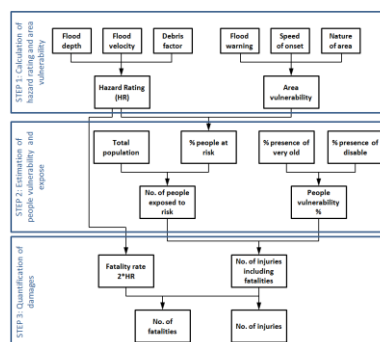 STEP 1: Calculation of
hazard rating and area
vulnerability
Flood
depth
Flood
velocity
Debris
factor
Flood
warning
Speed
of onset
Nature
of area
Hazard Rating
(HR)
Area
vulnerability
STEP 2: Estimation of
people vulnerability and
expose
Total
population
% people at
risk
% presence of
very old
% presence of
disable
No. of people
exposed to
risk
People
vulnerability
%
STEP 3: Quantification of
damages
Fatality rate
2*HR
No. of injuries
including
fatalities
No. of
fatalities
No. of injuries